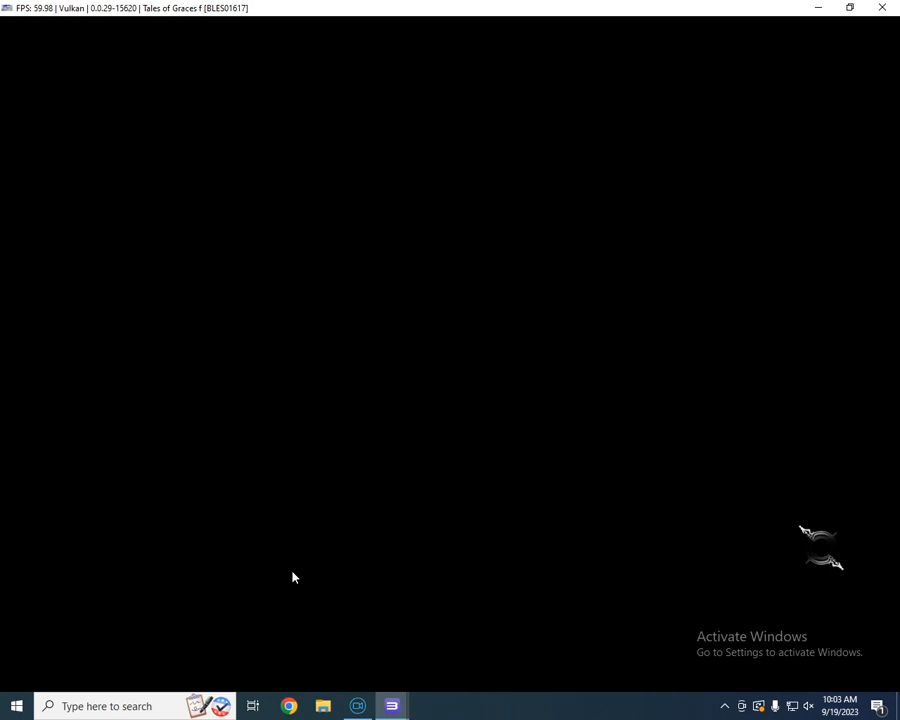 FPS: 59.98 | Vulkan | 0.0.29-15620 | Tales of Graces f [BLES01617]
Activate Windows
Go to Settings to activate Windows.
Type here to search
10:03 AM
9/19/2023
1